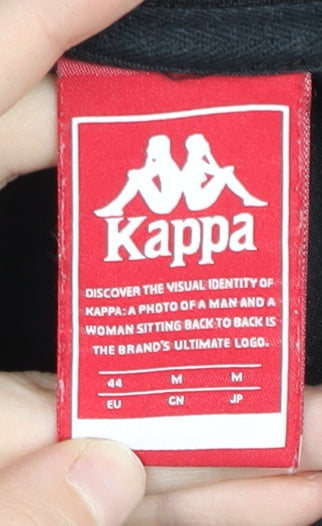 Kappa
DISCOVER THE VISUAL IDENTITY OF
KAPPA: A PHOTO OF A MAN AND A
WOMAN SITTING BACK TO BACK IS
THE BRAND'S ULTIMATE LOGO.
44 M M
EU CN JP